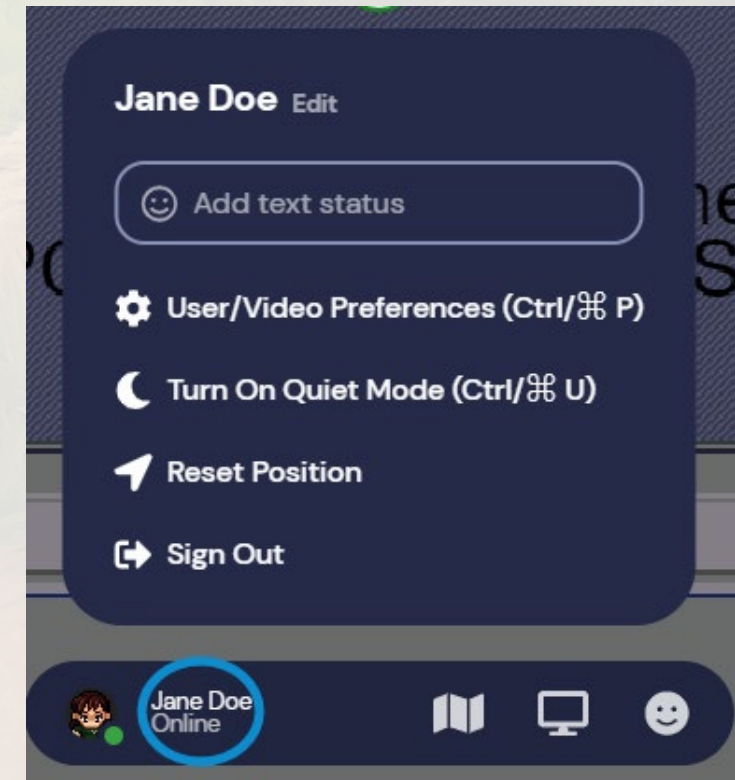 Jane Doe Edit
Add text status
User/Video Preferences (Ctrl/⌘ P)
Turn On Quiet Mode (Ctrl/⌘ U)
Reset Position
Sign Out
Jane Doe
Online